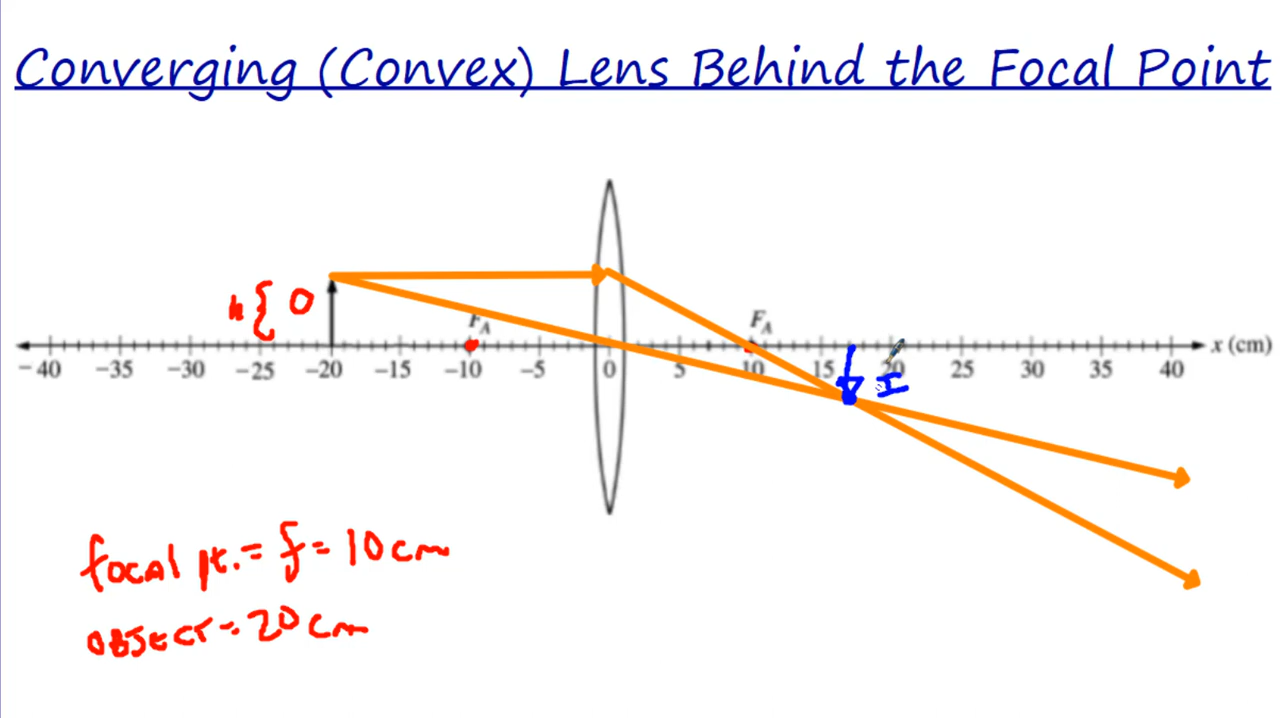 Converging (Convex) Lens Behind the Focal Point
h { O
F_A F_A
I
-40 -35 -30 -25 -20 -15 -10 -5 0 5 10 15 20 25 30 35 40 x (cm)
focal pt. = f = 10 cm
object = 20 cm